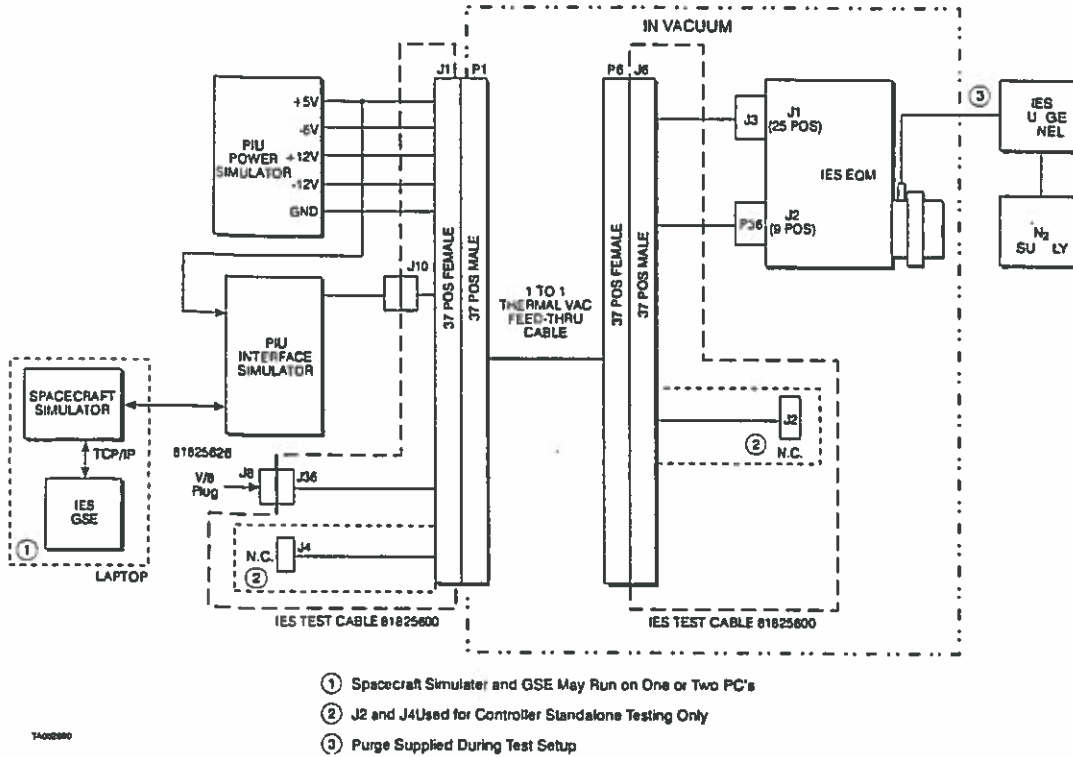 IN VACUUM
J1 P1
P6 J6
+5V
-5V
+12V
-12V
GND
PIU
POWER
SIMULATOR
J3
J1
(25 POS)
IES EQM
J2
(9 POS)
3
IES
N2
J10
37 POS FEMALE
37 POS MALE
1 TO 1
THERMAL VAC
FEED-THRU
CABLE
37 POS FEMALE
37 POS MALE
PIU
INTERFACE
SIMULATOR
SPACECRAFT
SIMULATOR
TCP/IP
IES
GSE
1
LAPTOP
81825626
J8
J36
Plug
N.C.
J4
2
J2
2
N.C.
IES TEST CABLE 81825600
IES TEST CABLE 81825600
1 Spacecraft Simulater and GSE May Run on One or Two PC's
2 J2 and J4Used for Controller Standalone Testing Only
3 Purge Supplied During Test Setup